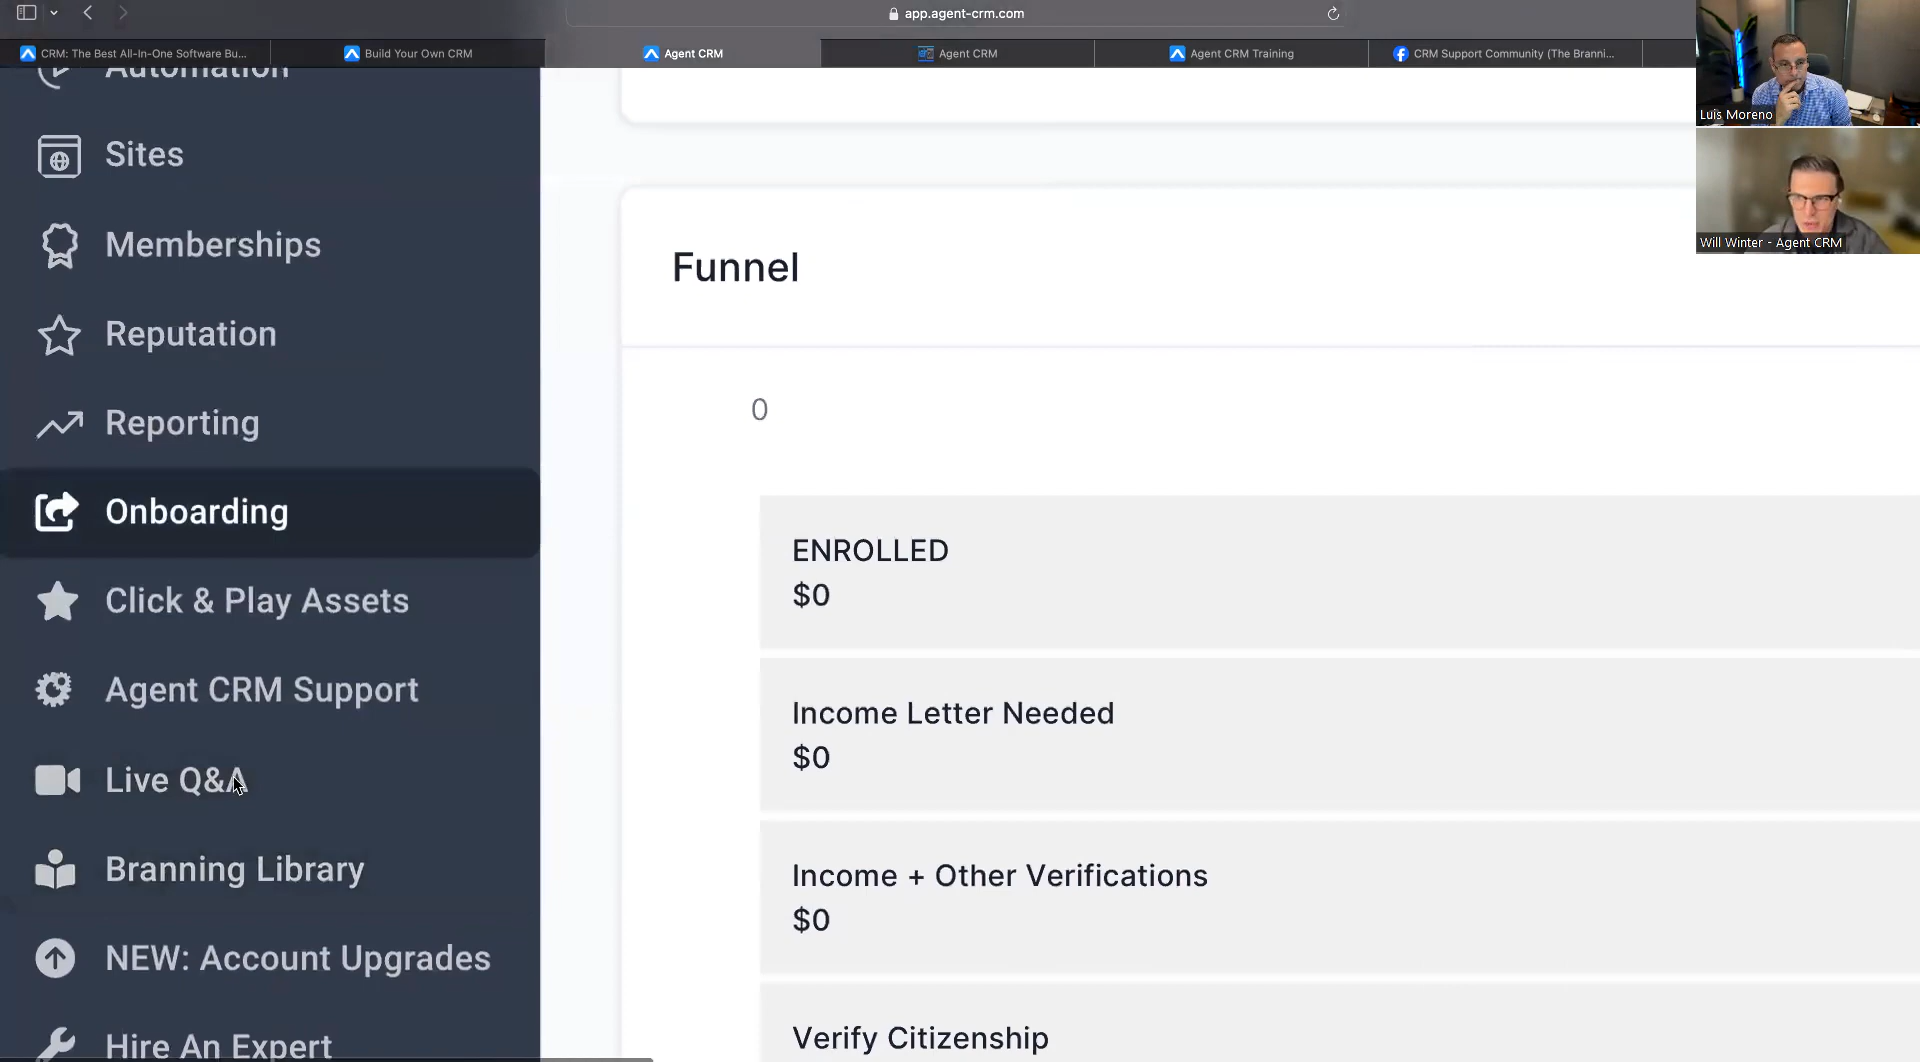 app.agent-crm.com
CRM: The Best All-In-One Software Bu...
Build Your Own CRM
Agent CRM
Agent CRM
Agent CRM Training
CRM Support Community (The Branni...
Luis Moreno
Will Winter - Agent CRM
Automation
Sites
Memberships
Reputation
Reporting
Onboarding
Click & Play Assets
Agent CRM Support
Live Q&A
Branning Library
NEW: Account Upgrades
Hire An Expert
Funnel
0
ENROLLED
$0
Income Letter Needed
$0
Income + Other Verifications
$0
Verify Citizenship